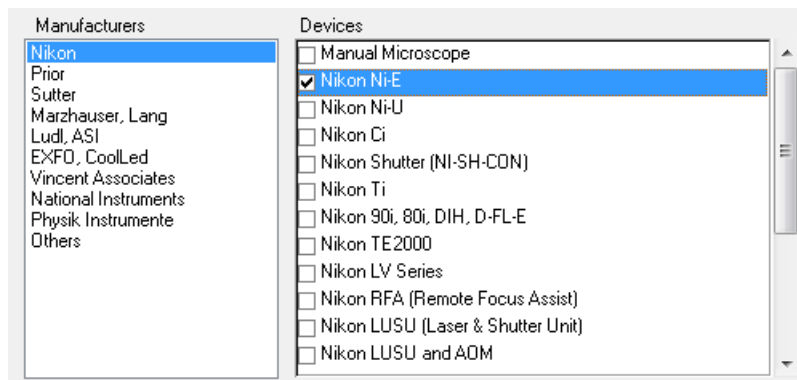 Manufacturers
Nikon
Prior
Sutter
Marzhauser, Lang
Ludl, ASI
EXFO, CoolLed
Vincent Associates
National Instruments
Physik Instrumente
Others
Devices
Manual Microscope
Nikon Ni-E
Nikon Ni-U
Nikon Ci
Nikon Shutter (NI-SH-CON)
Nikon Ti
Nikon 90i, 80i, DIH, D-FL-E
Nikon TE2000
Nikon LV Series
Nikon RFA (Remote Focus Assist)
Nikon LUSU (Laser & Shutter Unit)
Nikon LUSU and AOM